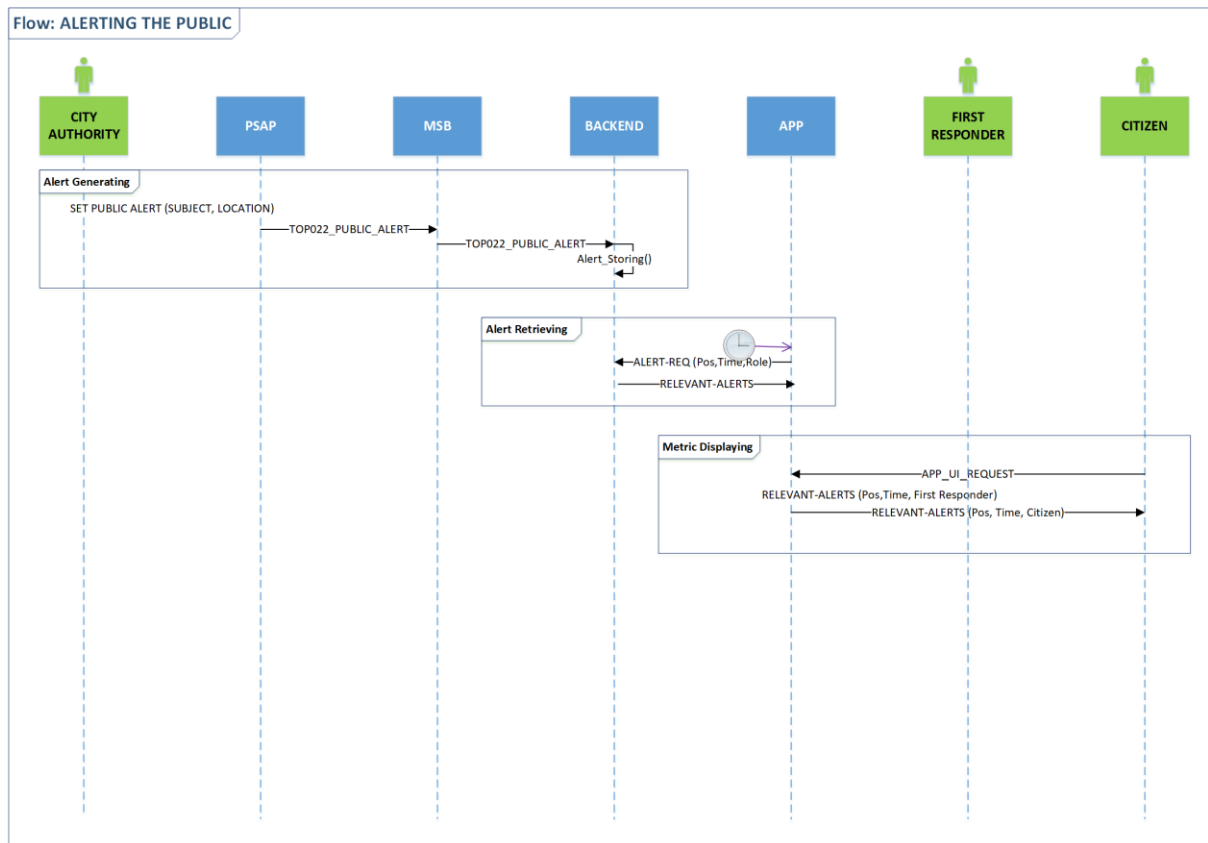 Flow: ALERTING THE PUBLIC
CITY
AUTHORITY
PSAP
MSB
BACKEND
APP
FIRST
RESPONDER
CITIZEN
Alert Generating
SET PUBLIC ALERT (SUBJECT, LOCATION)
TOP022_PUBLIC_ALERT
TOP022_PUBLIC_ALERT
Alert_Storing()
Alert Retrieving
ALERT-REQ (Pos,Time,Role)
RELEVANT-ALERTS
Metric Displaying
APP_UI_REQUEST
RELEVANT-ALERTS (Pos,Time, First Responder)
RELEVANT-ALERTS (Pos, Time, Citizen)